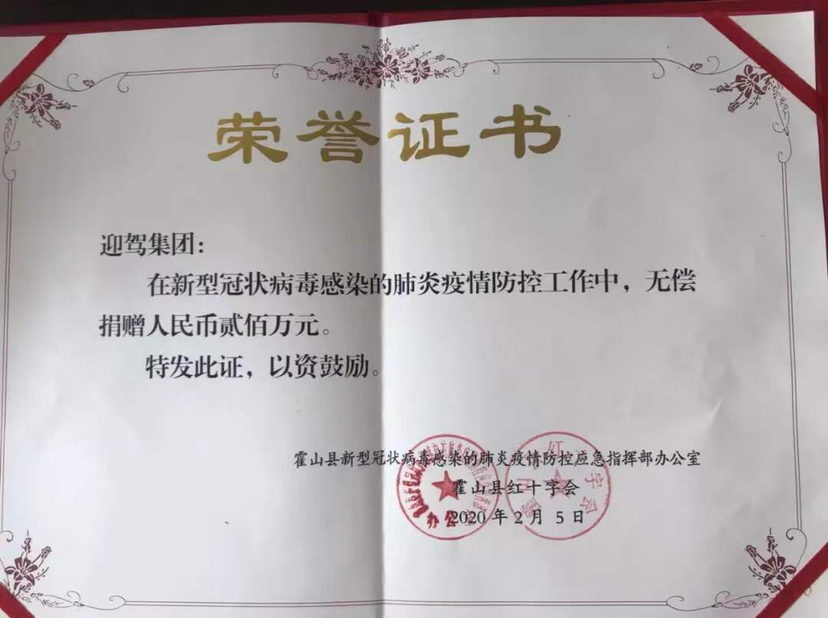 荣誉证书
迎驾集团：
在新型冠状病毒感染的肺炎疫情防控工作中，无偿
捐赠人民币贰佰万元。
特发此证，以资鼓励。
霍山县新型冠状病毒感染的肺炎疫情防控应急指挥部办公室
霍山县红十字会
2020年2月5日
办公室